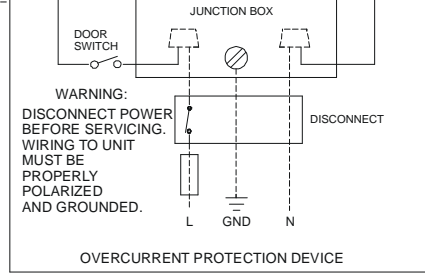 JUNCTION BOX
DOOR
SWITCH
WARNING:
DISCONNECT POWER
BEFORE SERVICING.
WIRING TO UNIT
MUST BE
PROPERLY
POLARIZED
AND GROUNDED.
DISCONNECT
L GND N
OVERCURRENT PROTECTION DEVICE